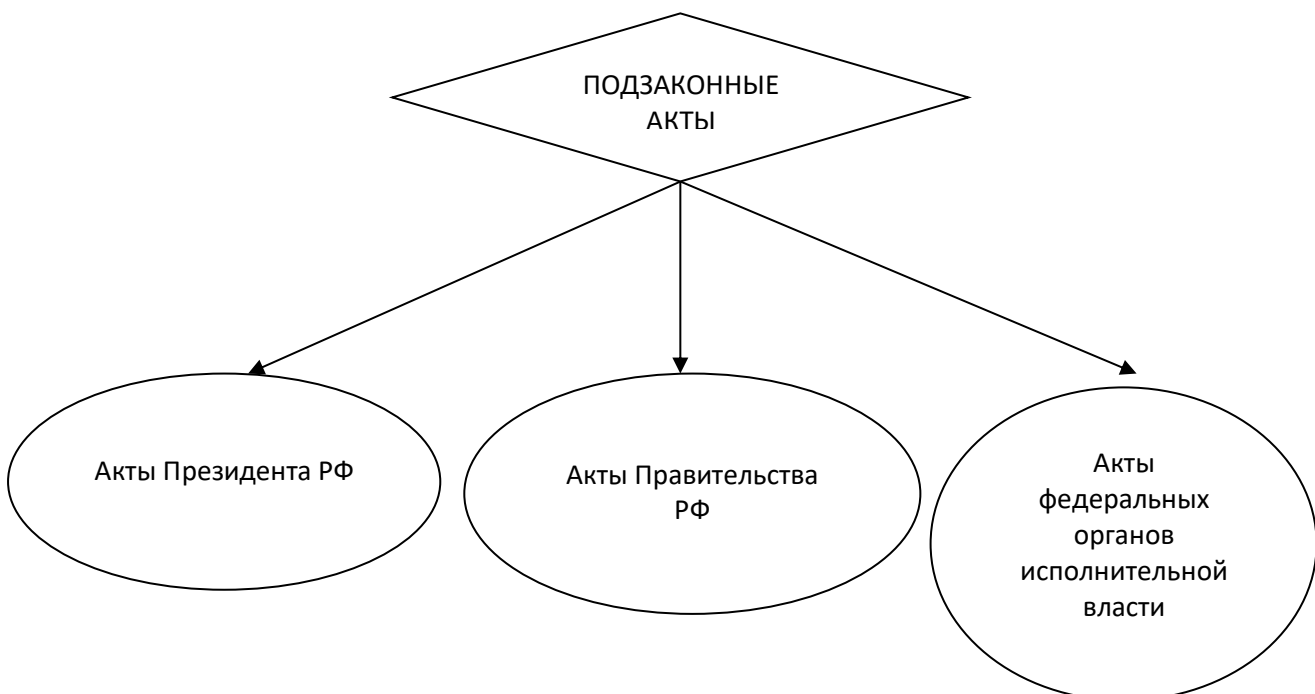 ПОДЗАКОННЫЕ
АКТЫ
Акты Президента РФ
Акты Правительства
РФ
Акты
федеральных
органов
исполнительной
власти